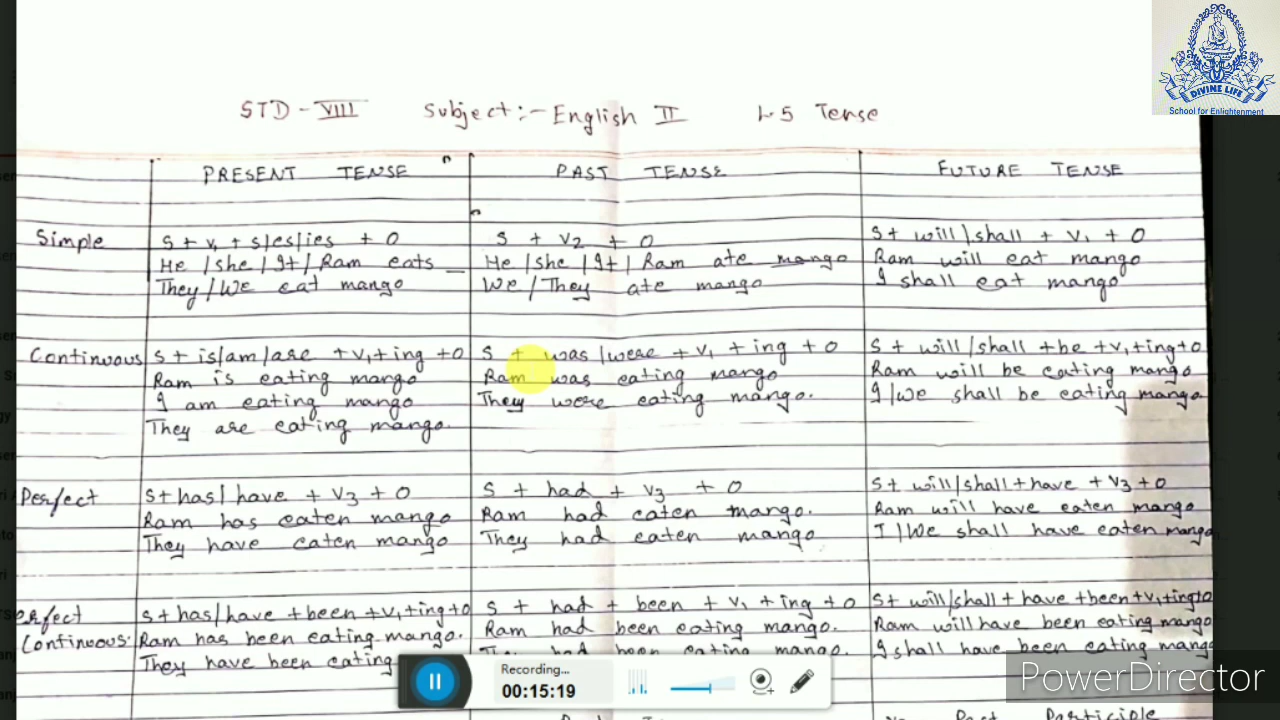 DIVINE LIFE
School for Enlightenment
STD - VIII Subject :- English II L-5 Tense
PRESENT TENSE PAST TENSE FUTURE TENSE
Simple
S + V1 + s/es/ies + O
He / she / It / Ram eats
They / We eat mango
S + V2 + O
He / she / It / Ram ate mango
We / They ate mango
S + will / shall + V1 + O
Ram will eat mango
I shall eat mango
Continuous
S + is/am/are + V1 + ing + O
Ram is eating mango
I am eating mango
They are eating mango.
S + was / were + V1 + ing + O
Ram was eating mango
They were eating mango.
S + will / shall + be + V1 + ing + O
Ram will be eating mango
I / We shall be eating mango
Perfect
S + has / have + V3 + O
Ram has eaten mango
They have eaten mango
S + had + V3 + O
Ram had eaten mango.
They had eaten mango
S + will / shall + have + V3 + O
Ram will have eaten mango
I / We shall have eaten mango
erfect
Continuous:
S + has / have + been + V1 + ing + O
Ram has been eating mango.
They have been eating
S + had + been + V1 + ing + O
Ram had been eating mango.
had been eating mango.
S + will / shall + have + been + V1 + ing + O
Ram will have been eating mango
I shall have been eating mango
Past Participle
Recording...
00:15:19
PowerDirector